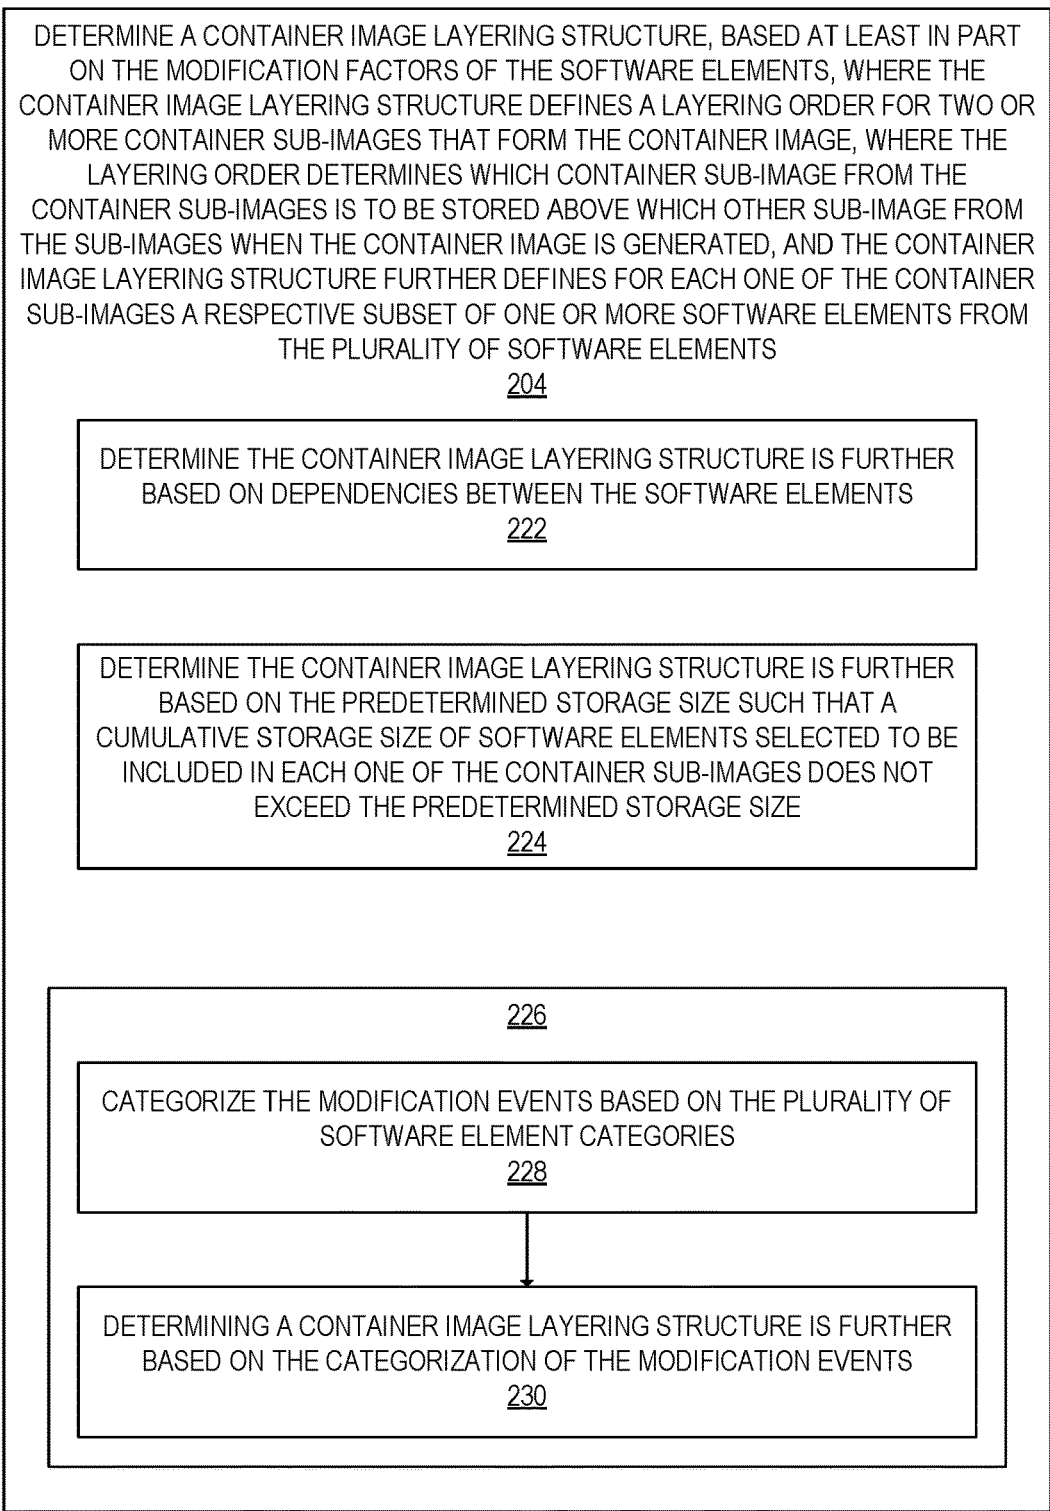 DETERMINE A CONTAINER IMAGE LAYERING STRUCTURE, BASED AT LEAST IN PART
ON THE MODIFICATION FACTORS OF THE SOFTWARE ELEMENTS, WHERE THE
CONTAINER IMAGE LAYERING STRUCTURE DEFINES A LAYERING ORDER FOR TWO OR
MORE CONTAINER SUB-IMAGES THAT FORM THE CONTAINER IMAGE, WHERE THE
LAYERING ORDER DETERMINES WHICH CONTAINER SUB-IMAGE FROM THE
CONTAINER SUB-IMAGES IS TO BE STORED ABOVE WHICH OTHER SUB-IMAGE FROM
THE SUB-IMAGES WHEN THE CONTAINER IMAGE IS GENERATED, AND THE CONTAINER
IMAGE LAYERING STRUCTURE FURTHER DEFINES FOR EACH ONE OF THE CONTAINER
SUB-IMAGES A RESPECTIVE SUBSET OF ONE OR MORE SOFTWARE ELEMENTS FROM
THE PLURALITY OF SOFTWARE ELEMENTS
204
DETERMINE THE CONTAINER IMAGE LAYERING STRUCTURE IS FURTHER
BASED ON DEPENDENCIES BETWEEN THE SOFTWARE ELEMENTS
222
DETERMINE THE CONTAINER IMAGE LAYERING STRUCTURE IS FURTHER
BASED ON THE PREDETERMINED STORAGE SIZE SUCH THAT A
CUMULATIVE STORAGE SIZE OF SOFTWARE ELEMENTS SELECTED TO BE
INCLUDED IN EACH ONE OF THE CONTAINER SUB-IMAGES DOES NOT
EXCEED THE PREDETERMINED STORAGE SIZE
224
226
CATEGORIZE THE MODIFICATION EVENTS BASED ON THE PLURALITY OF
SOFTWARE ELEMENT CATEGORIES
228
DETERMINING A CONTAINER IMAGE LAYERING STRUCTURE IS FURTHER
BASED ON THE CATEGORIZATION OF THE MODIFICATION EVENTS
230